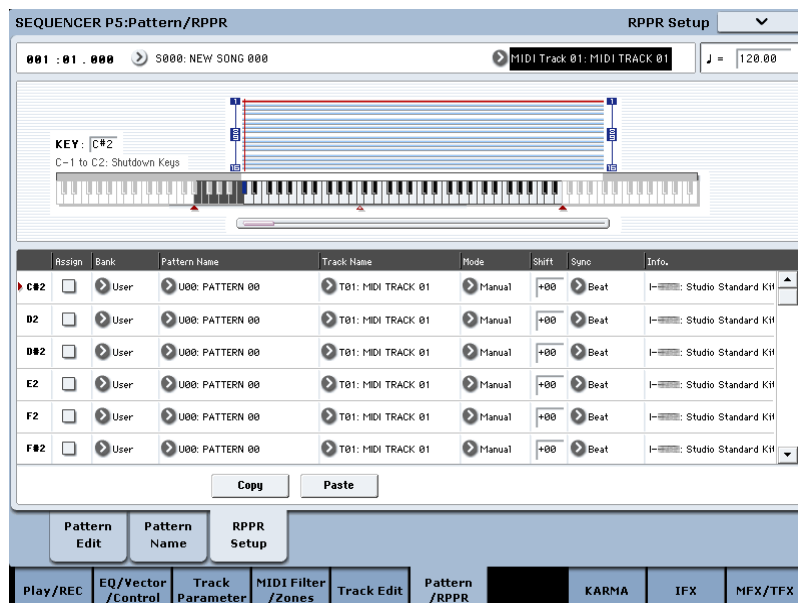 SEQUENCER P5:Pattern/RPPR RPPR Setup
001 :01 . 000 S000: NEW SONG 000 MIDI Track 01: MIDI TRACK 01 ♩ = 120.00
1 1
KEY: C#2
C-1 to C2: Shutdown Keys
16 16
Assign Bank Pattern Name Track Name Mode Shift Sync Info.
C#2 User U00: PATTERN 00 T01: MIDI TRACK 01 Manual +00 Beat I- : Studio Standard Kit
D2 User U00: PATTERN 00 T01: MIDI TRACK 01 Manual +00 Beat I- : Studio Standard Kit
D#2 User U00: PATTERN 00 T01: MIDI TRACK 01 Manual +00 Beat I- : Studio Standard Kit
E2 User U00: PATTERN 00 T01: MIDI TRACK 01 Manual +00 Beat I- : Studio Standard Kit
F2 User U00: PATTERN 00 T01: MIDI TRACK 01 Manual +00 Beat I- : Studio Standard Kit
F#2 User U00: PATTERN 00 T01: MIDI TRACK 01 Manual +00 Beat I- : Studio Standard Kit
Copy Paste
Pattern Edit
Pattern Name
RPPR Setup
Play/REC
EQ/Vector /Control
Track Parameter
MIDI Filter /Zones
Track Edit
Pattern /RPPR
KARMA
IFX
MFX/TFX